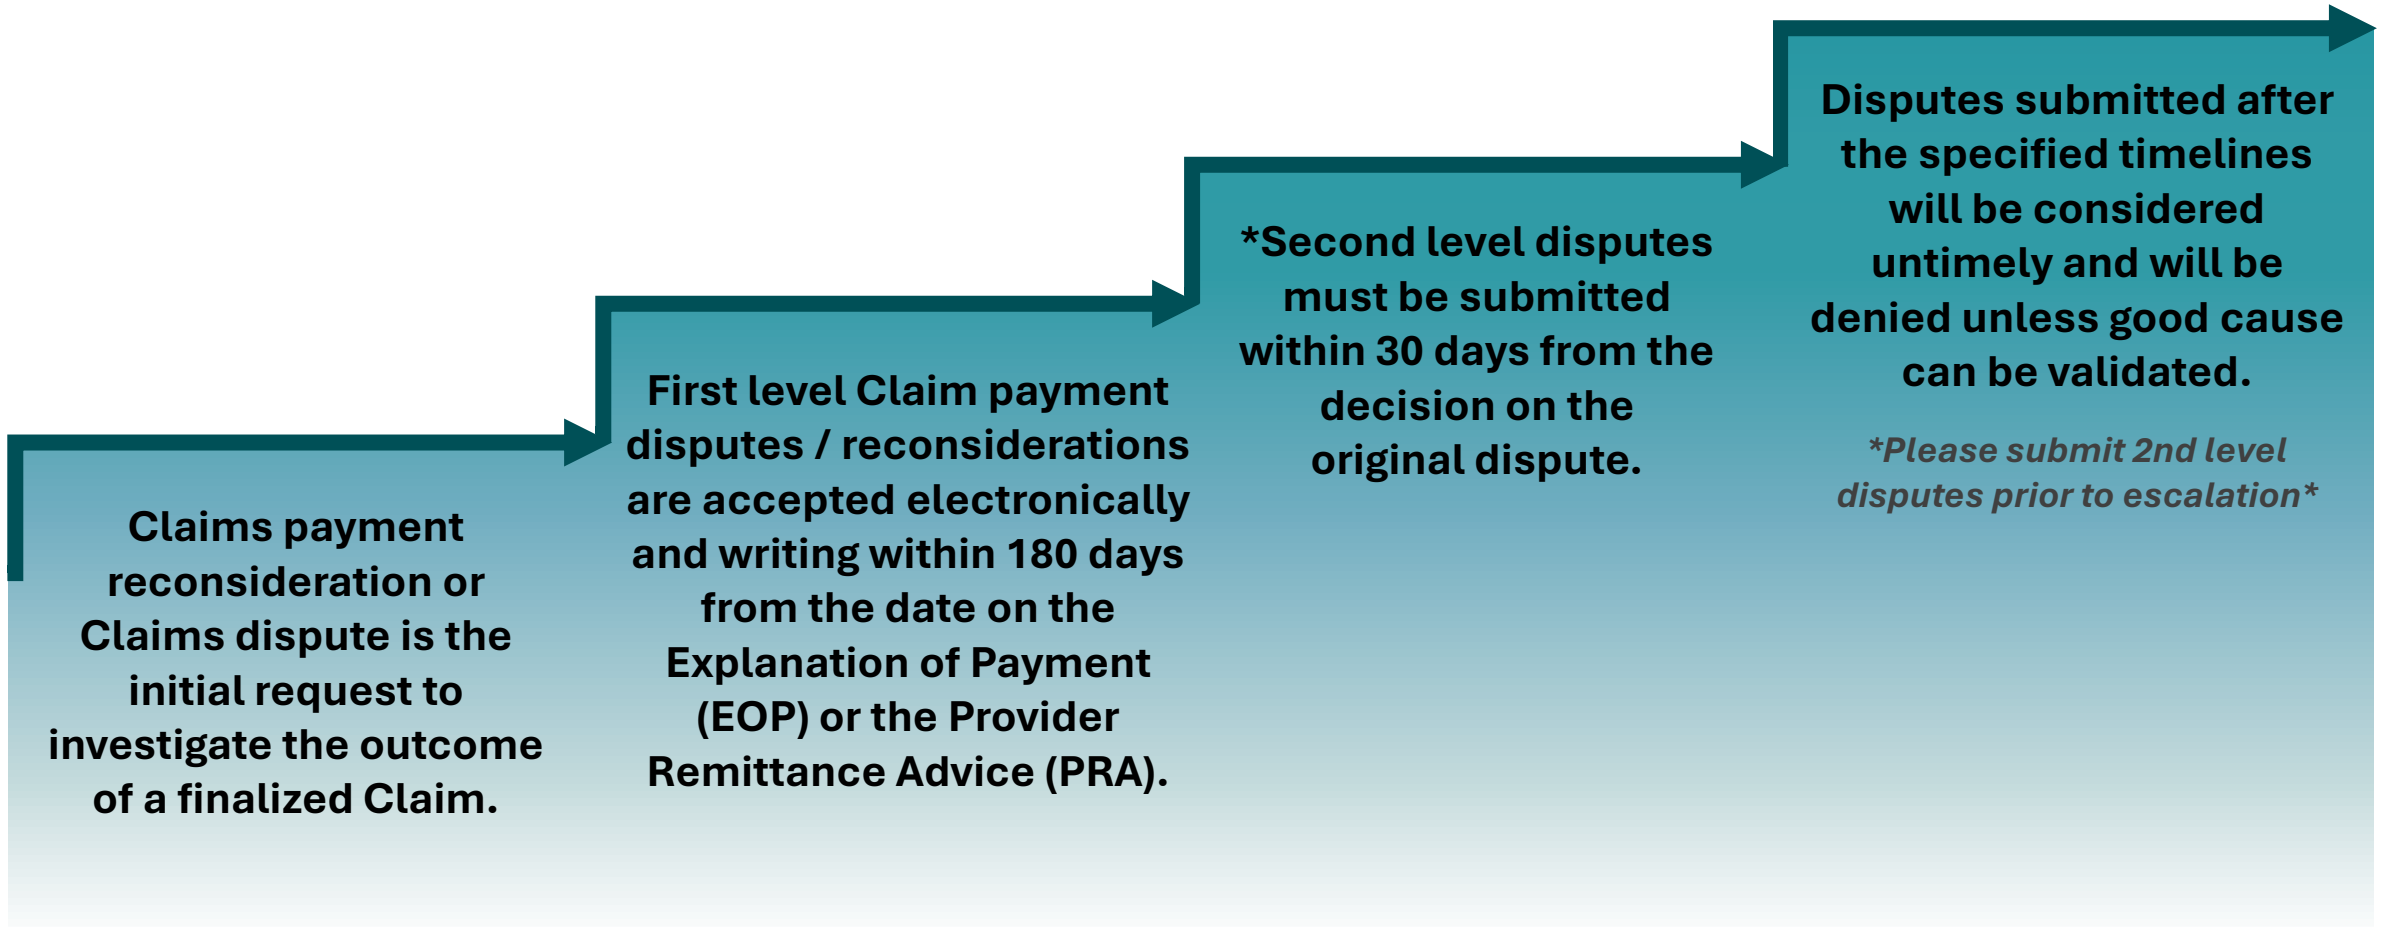 Claims payment
reconsideration or
Claims dispute is the
initial request to
investigate the outcome
of a finalized Claim.
First level Claim payment
disputes / reconsiderations
are accepted electronically
and writing within 180 days
from the date on the
Explanation of Payment
(EOP) or the Provider
Remittance Advice (PRA).
*Second level disputes
must be submitted
within 30 days from the
decision on the
original dispute.
Disputes submitted after
the specified timelines
will be considered
untimely and will be
denied unless good cause
can be validated.
*Please submit 2nd level
disputes prior to escalation*